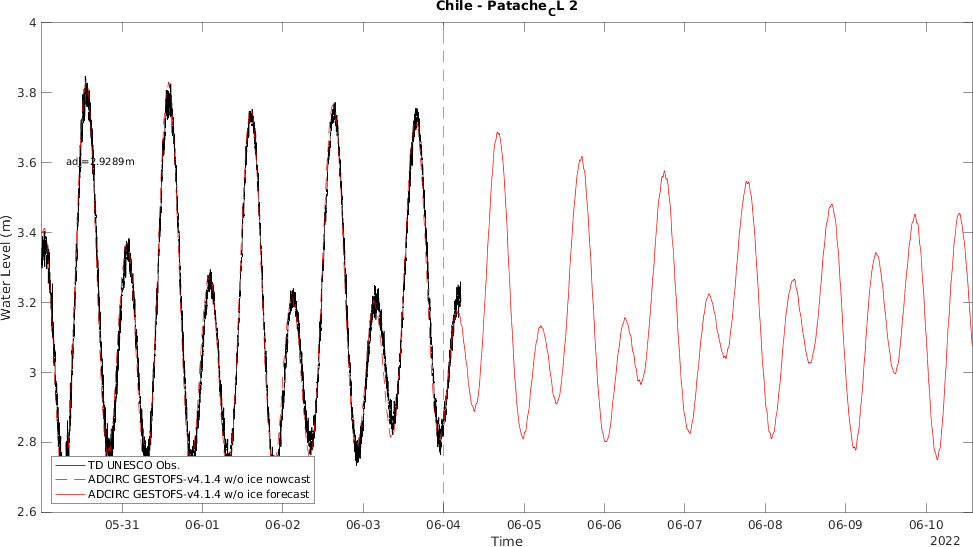 Chile - Patache_CL 2
4
3.8
3.6
3.4
3.2
3
2.8
2.6
Water Level (m)
adj=2.9289m
TD UNESCO Obs.
ADCIRC GESTOFS-v4.1.4 w/o ice nowcast
ADCIRC GESTOFS-v4.1.4 w/o ice forecast
05-31 06-01 06-02 06-03 06-04 06-05 06-06 06-07 06-08 06-09 06-10
Time
2022